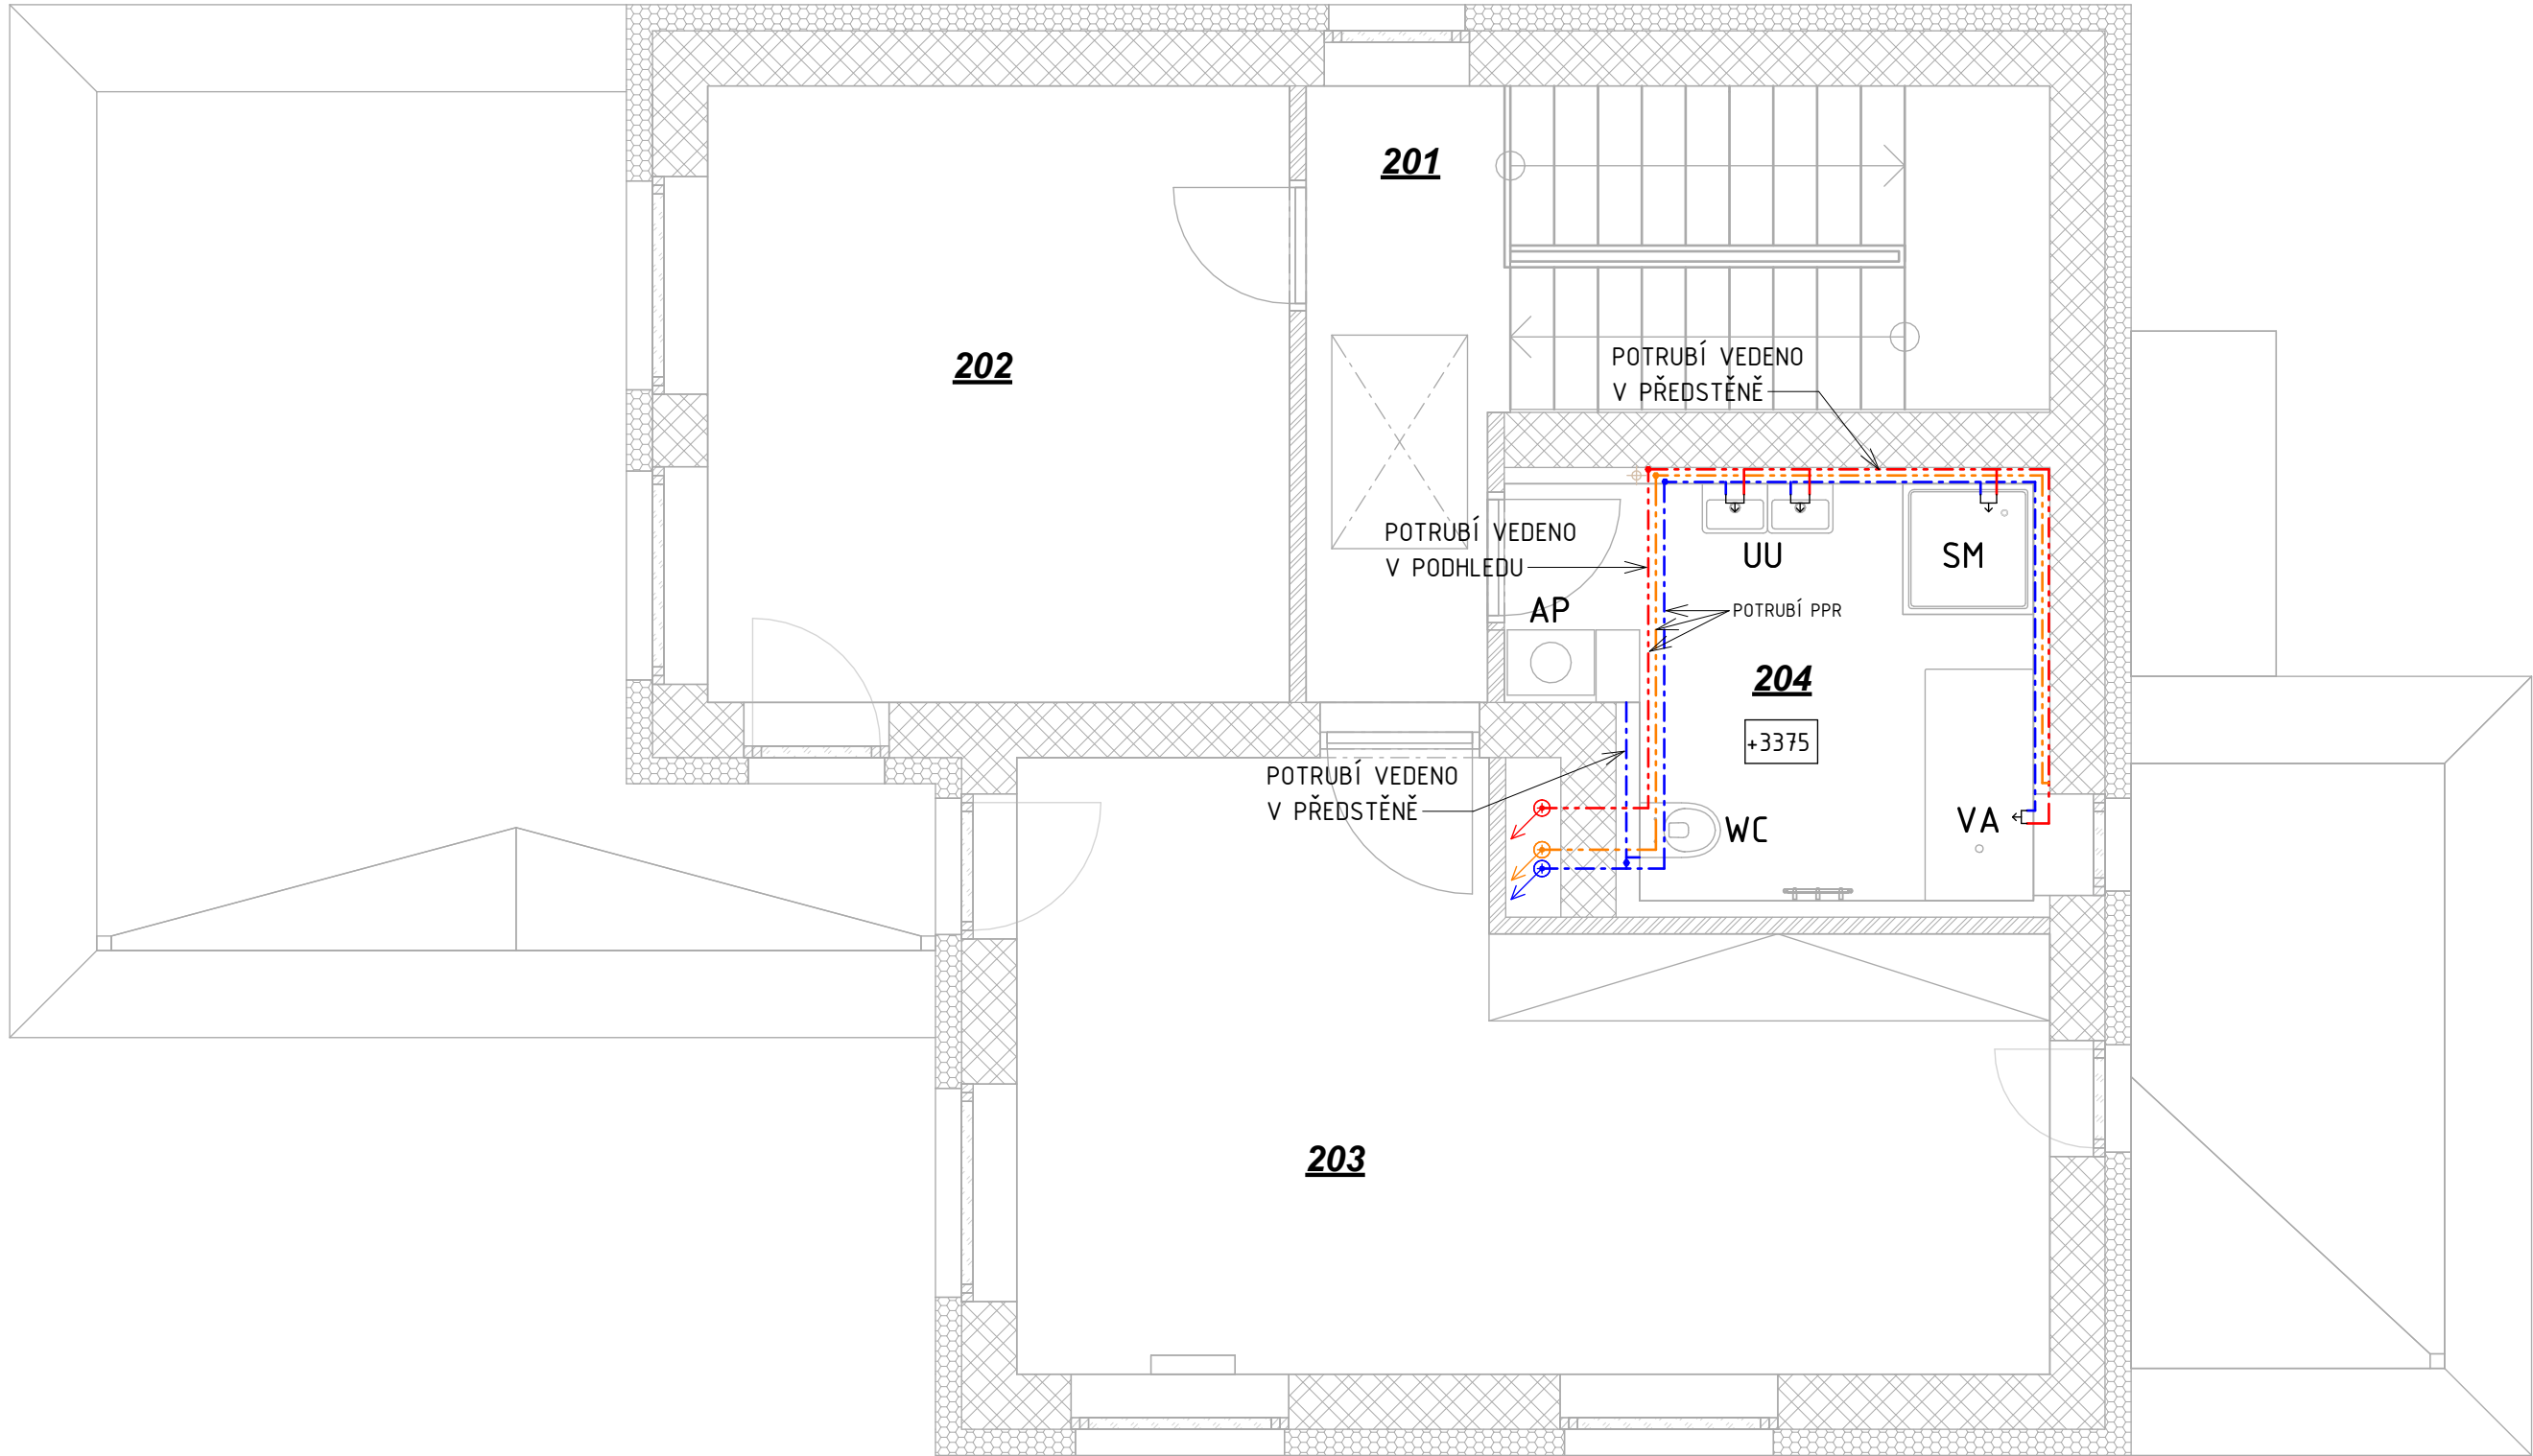 201
202
POTRUBÍ VEDENO
V PŘEDSTĚNĚ
POTRUBÍ VEDENO
V PODHLEDU
UU
SM
AP
POTRUBÍ PPR
204
+3375
POTRUBÍ VEDENO
V PŘEDSTĚNĚ
WC
VA
203